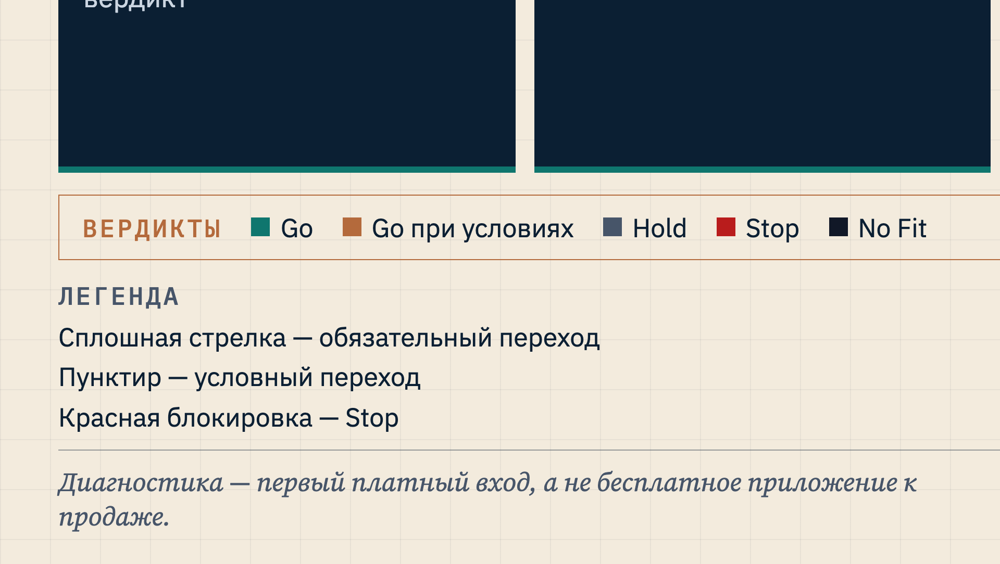 вердикт
ВЕРДИКТЫ Go Go при условиях Hold Stop No Fit
ЛЕГЕНДА
Сплошная стрелка — обязательный переход
Пунктир — условный переход
Красная блокировка — Stop
Диагностика — первый платный вход, а не бесплатное приложение к
продаже.